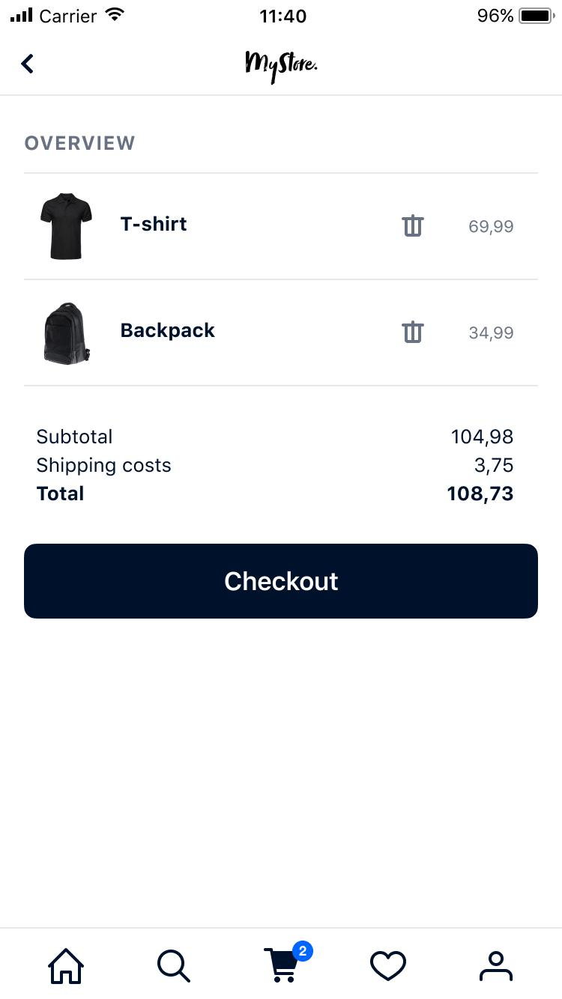 Carrier 11:40 96%
MyStore.
OVERVIEW
T-shirt 69,99
Backpack 34,99
Subtotal 104,98
Shipping costs 3,75
Total 108,73
Checkout
2